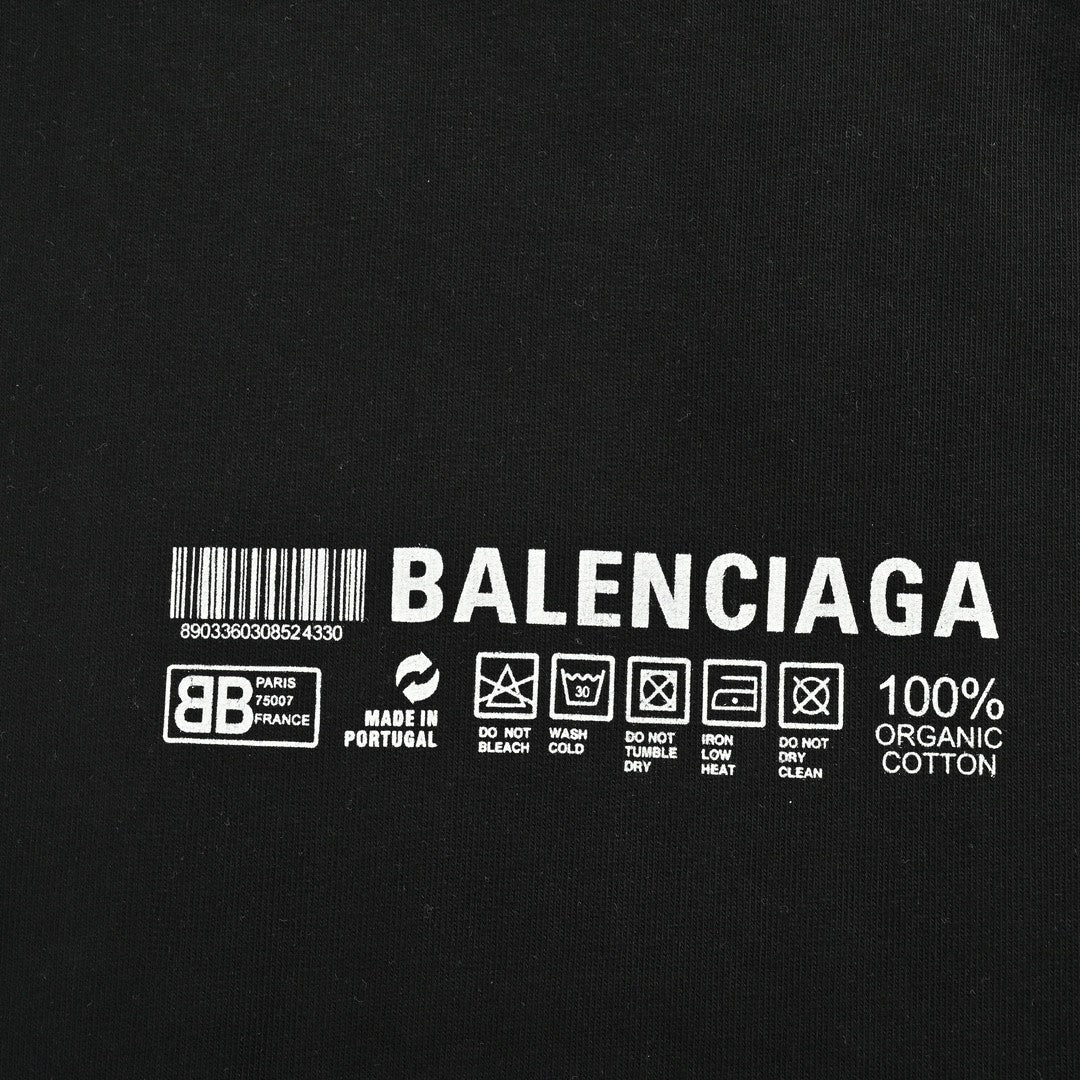 BALENCIAGA
8903360308524330
BB
PARIS
75007
FRANCE
MADE IN
PORTUGAL
DO NOT
BLEACH
30
WASH
COLD
DO NOT
TUMBLE
DRY
IRON
LOW
HEAT
DO NOT
DRY
CLEAN
100%
ORGANIC
COTTON